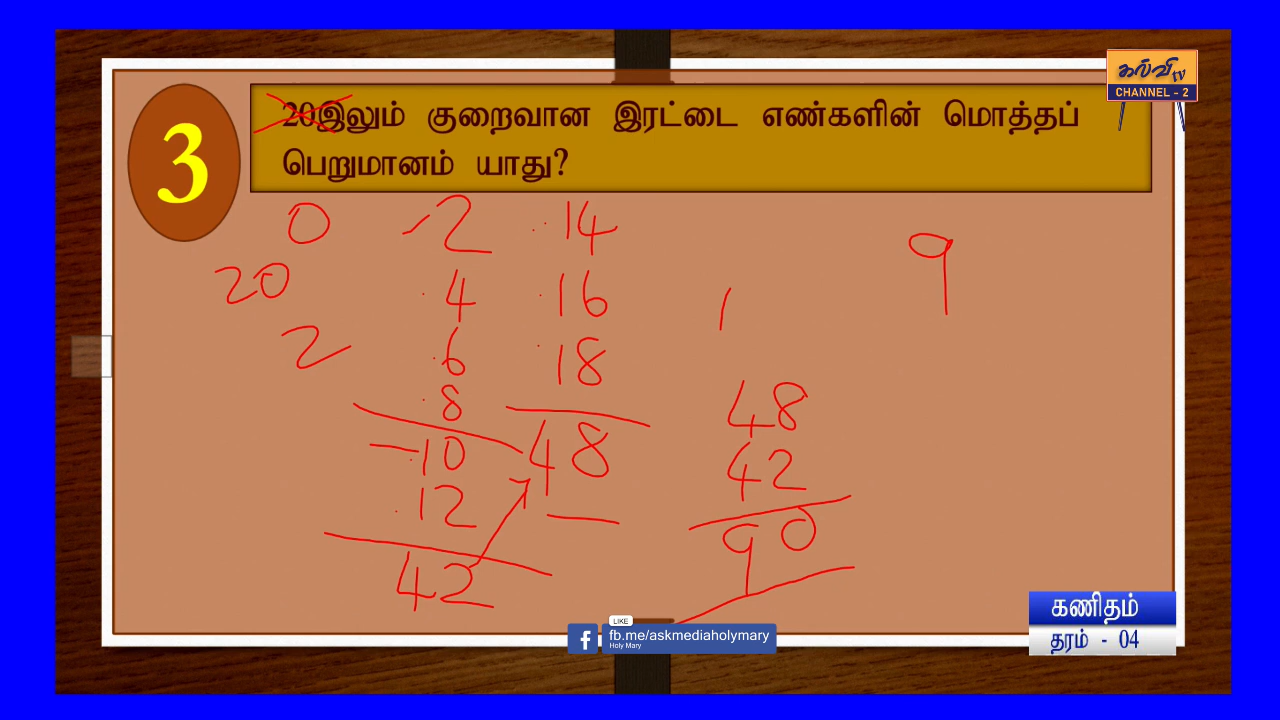 கல்வி tv
CHANNEL - 2
3
20இலும் குறைவான இரட்டை எண்களின் மொத்தப்
பெறுமானம் யாது?
0 2 14
20 4 16 1 9
2 6 18
8 48
10 48 42
12 90
42
கணிதம்
தரம் - 04
LIKE
f fb.me/askmediaholymary
Holy Mary